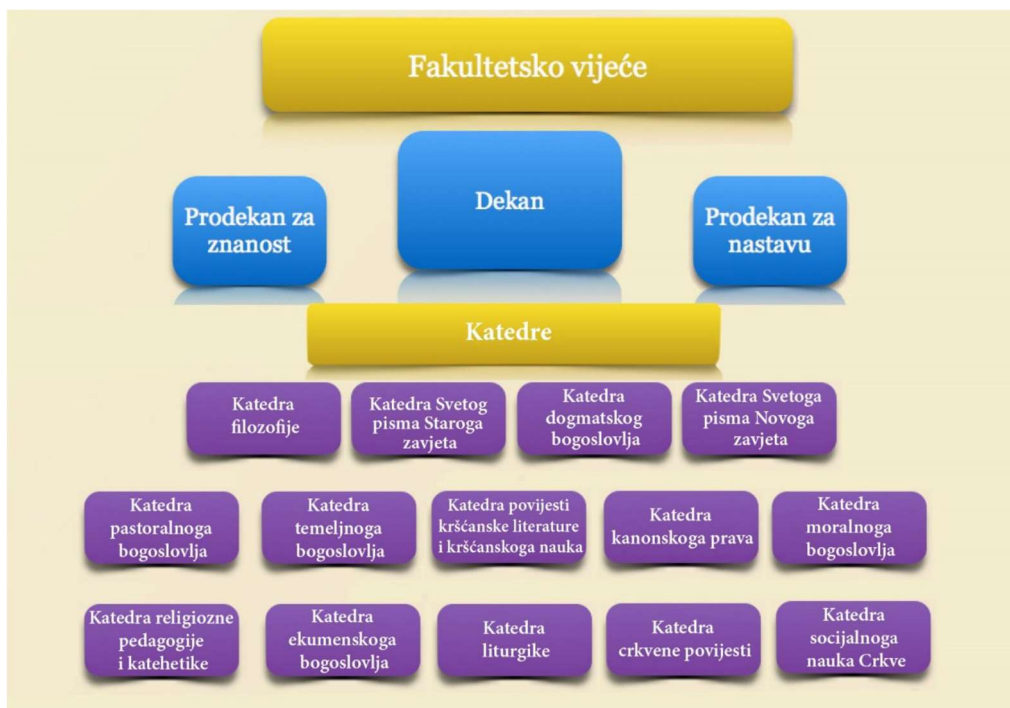 Fakultetsko vijeće
Dekan
Prodekan za
znanost
Prodekan za
nastavu
Katedre
Katedra
filozofije
Katedra Svetog
pisma Staroga
zavjeta
Katedra
dogmatskog
bogoslovlja
Katedra Svetoga
pisma Novoga
zavjeta
Katedra
pastoralnoga
bogoslovlja
Katedra
temeljnoga
bogoslovlja
Katedra povijesti
kršćanske literature
i kršćanskoga nauka
Katedra
kanonskoga prava
Katedra
moralnoga
bogoslovlja
Katedra religiozne
pedagogije
i katehetike
Katedra
ekumenskoga
bogoslovlja
Katedra
liturgike
Katedra
crkvene povijesti
Katedra
socijalnoga
nauka Crkve